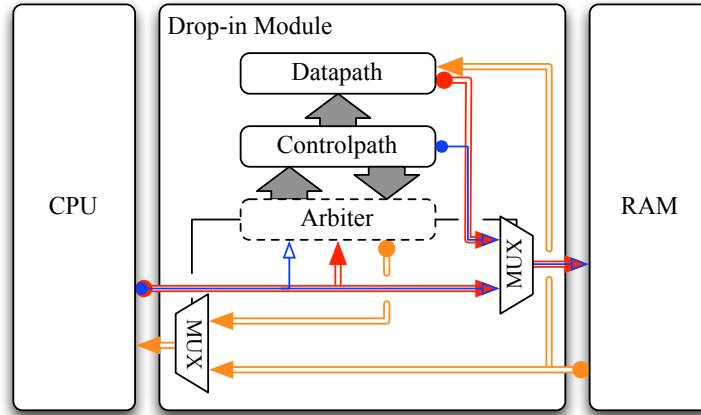 Drop-in Module
Datapath
Controlpath
CPU
Arbiter
RAM
MUX
MUX